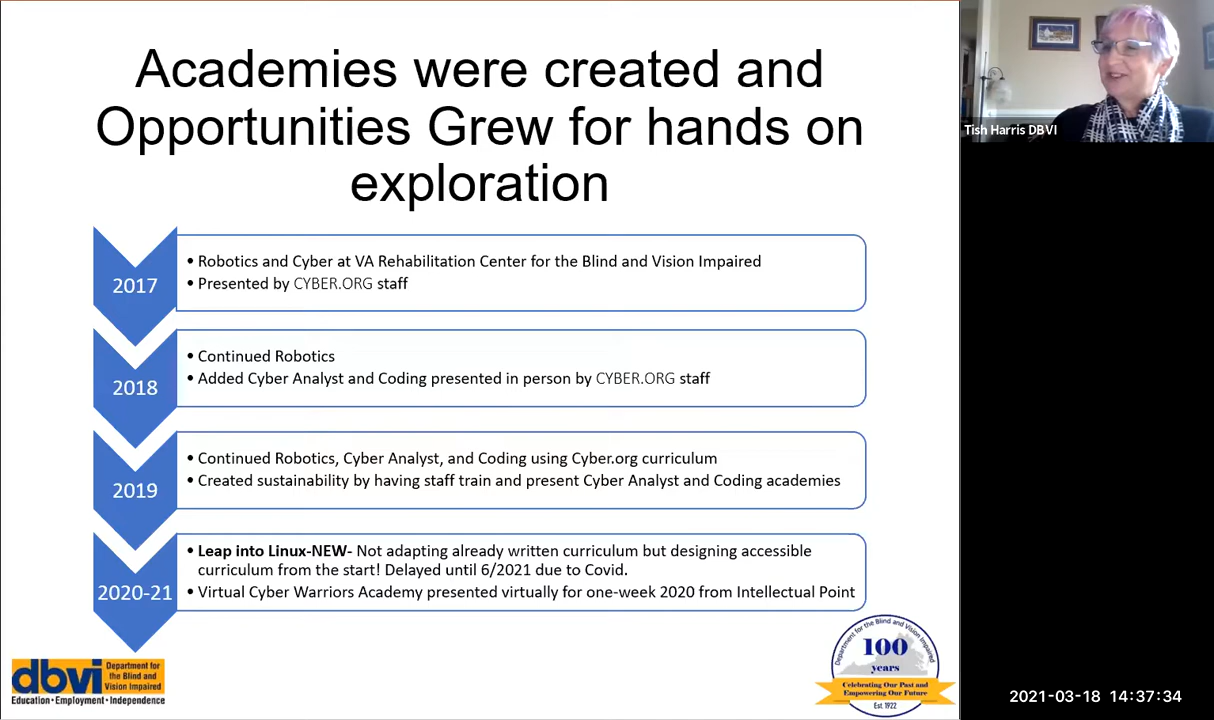 Academies were created and
Opportunities Grew for hands on
exploration
Tish Harris DBVI
2017
• Robotics and Cyber at VA Rehabilitation Center for the Blind and Vision Impaired
• Presented by CYBER.ORG staff
2018
• Continued Robotics
• Added Cyber Analyst and Coding presented in person by CYBER.ORG staff
2019
• Continued Robotics, Cyber Analyst, and Coding using Cyber.org curriculum
• Created sustainability by having staff train and present Cyber Analyst and Coding academies
2020-21
• Leap into Linux-NEW- Not adapting already written curriculum but designing accessible
curriculum from the start! Delayed until 6/2021 due to Covid.
• Virtual Cyber Warriors Academy presented virtually for one-week 2020 from Intellectual Point
dbvi
Department for
the Blind and
Vision Impaired
Education•Employment•Independence
Department for the Blind and Vision Impaired
100
years
Celebrating Our Past and
Empowering Our Future
Est. 1922
2021-03-18 14:37:34